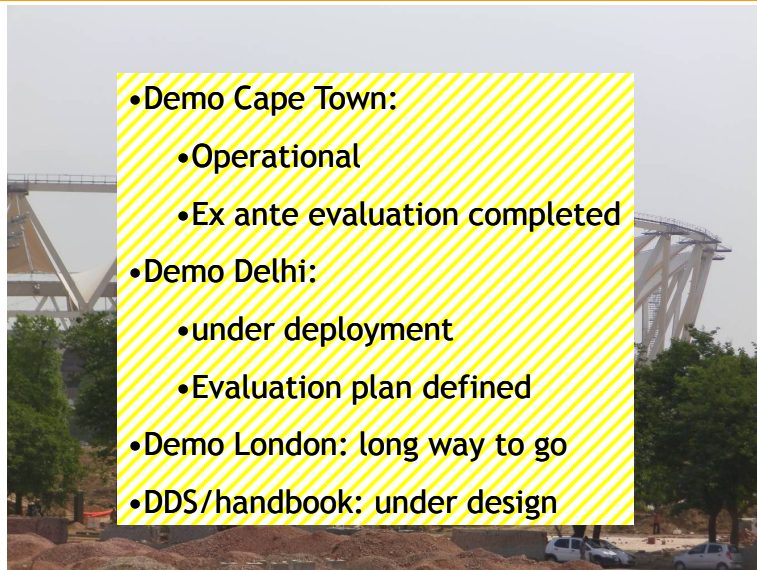 •Demo Cape Town:
•Operational
•Ex ante evaluation completed
•Demo Delhi:
•under deployment
•Evaluation plan defined
•Demo London: long way to go
•DDS/handbook: under design